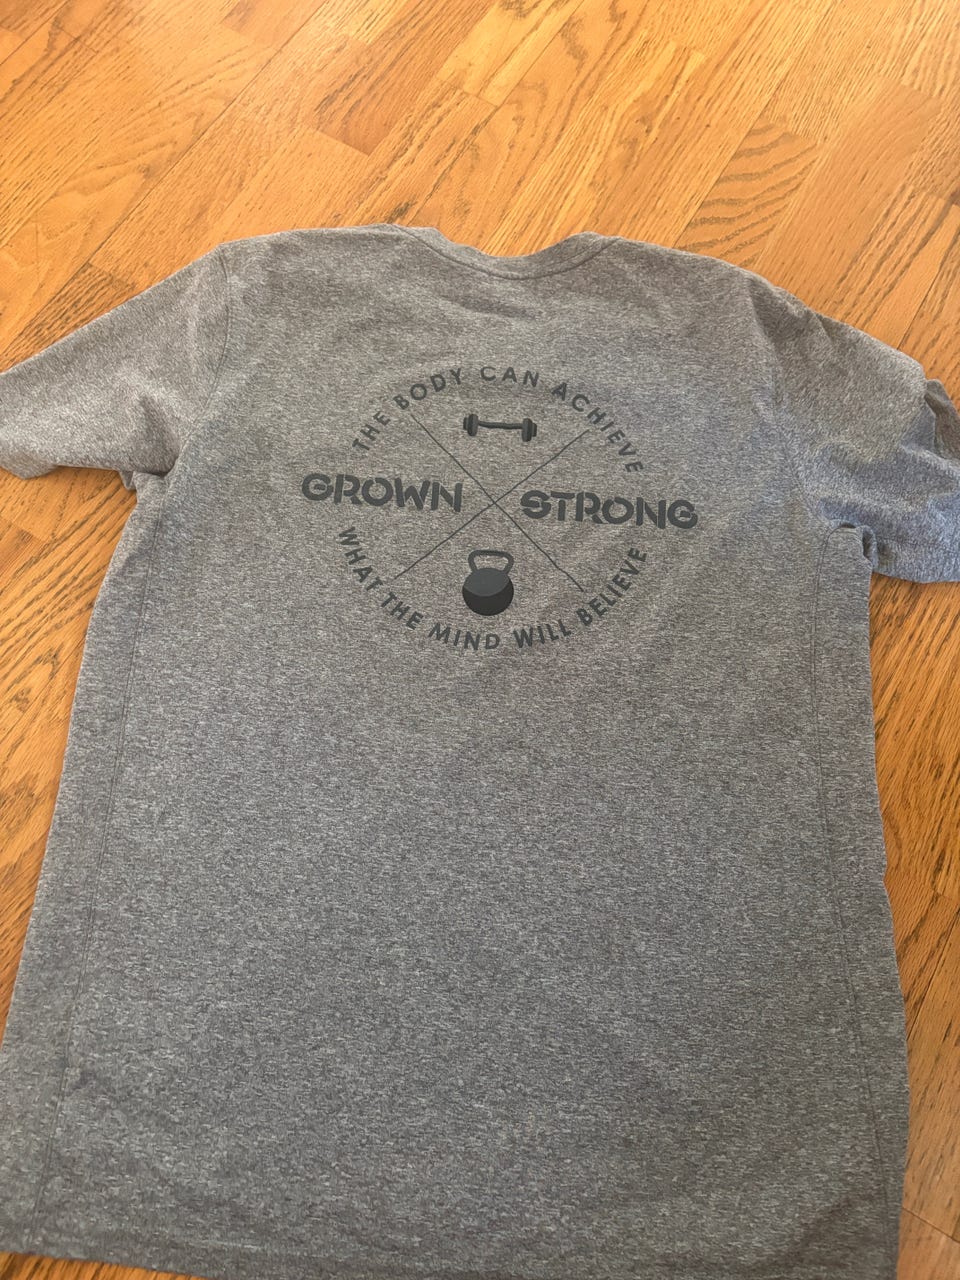 THE BODY CAN ACHIEVE
GROWN STRONG
WHAT THE MIND WILL BELIEVE